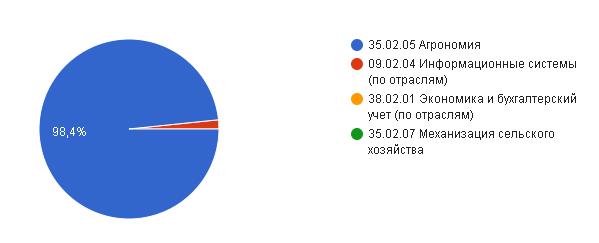 98,4%
35.02.05 Агрономия
09.02.04 Информационные системы
(по отраслям)
38.02.01 Экономика и бухгалтерский
учет (по отраслям)
35.02.07 Механизация сельского
хозяйства